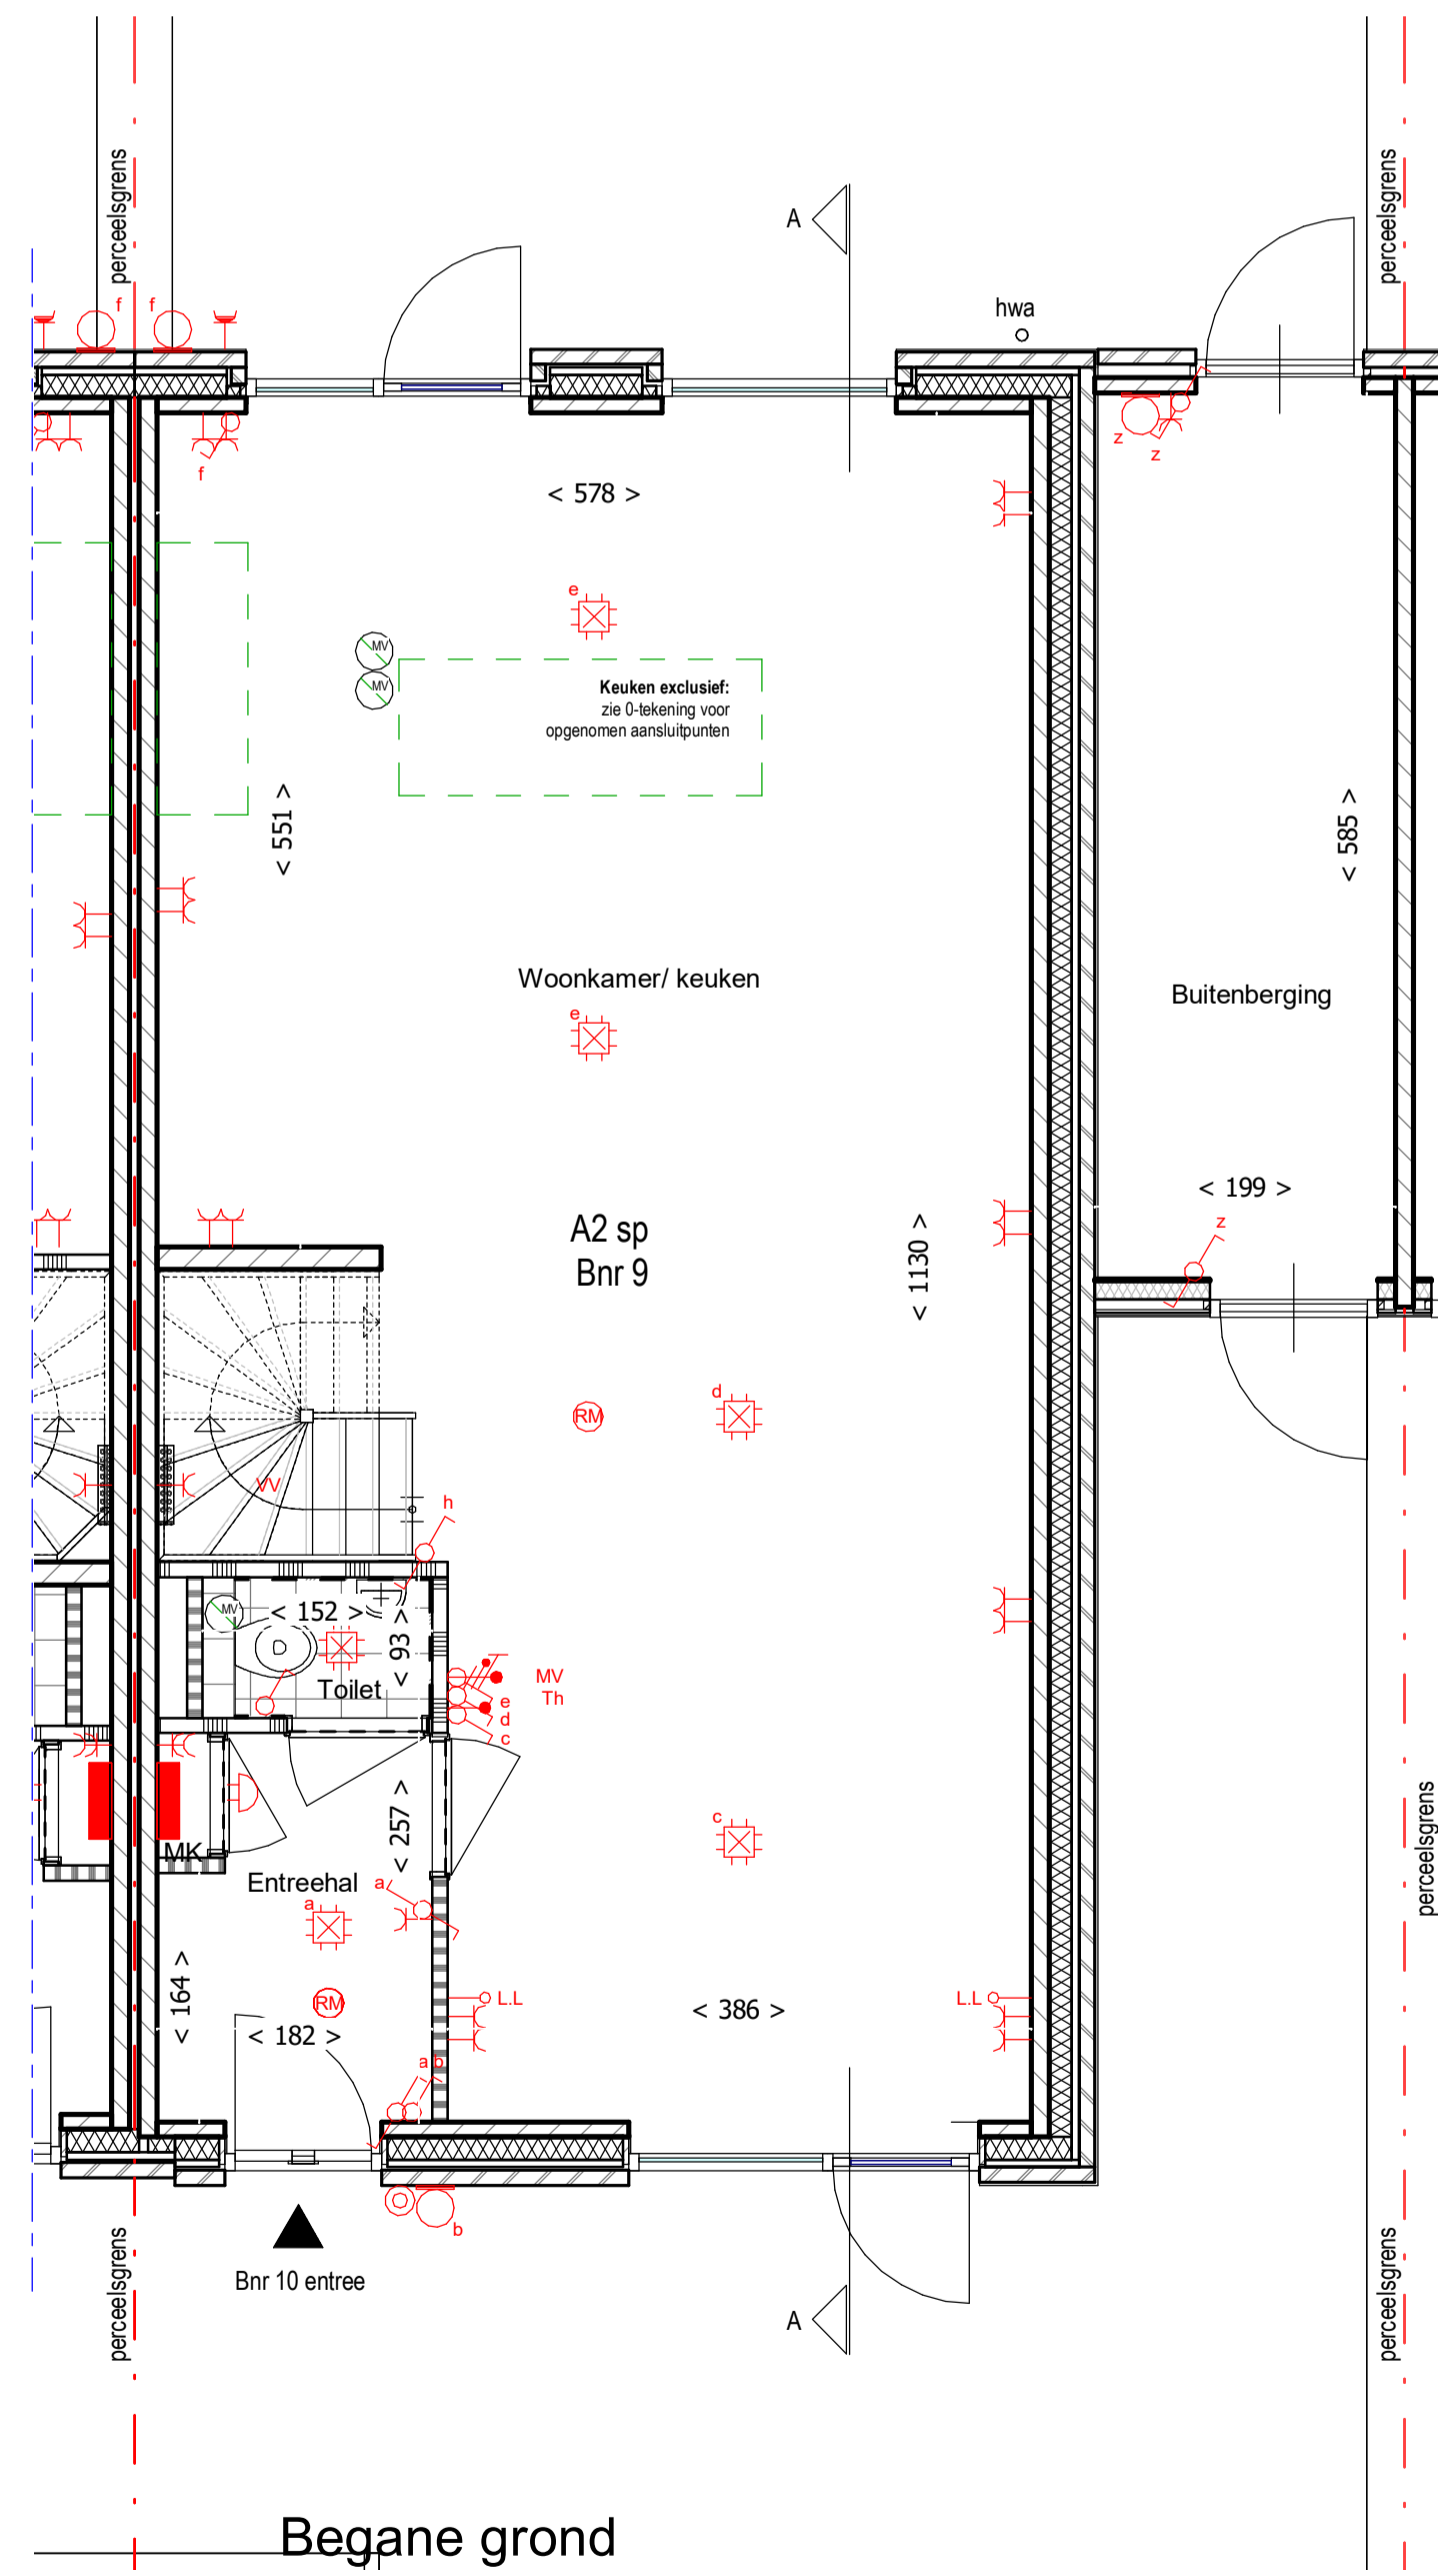 perceelsgrens
perceelsgrens
A
hwa
f
f
f
z
z
< 578 >
e
MV
MV
Keuken exclusief:
zie 0-tekening voor
opgenomen aansluitpunten
< 551 >
< 585 >
Woonkamer/ keuken
Buitenberging
e
< 199 >
z
A2 sp
Bnr 9
< 1130 >
d
RM
VV
h
MV
< 152 >
< 93 >
Toilet
MV
Th
e
d
c
c
< 257 >
MK
Entreehal
a
a
perceelsgrens
< 164 >
RM
L.L
L.L
< 182 >
< 386 >
a b
b
Bnr 10 entree
A
perceelsgrens
perceelsgrens
Begane grond